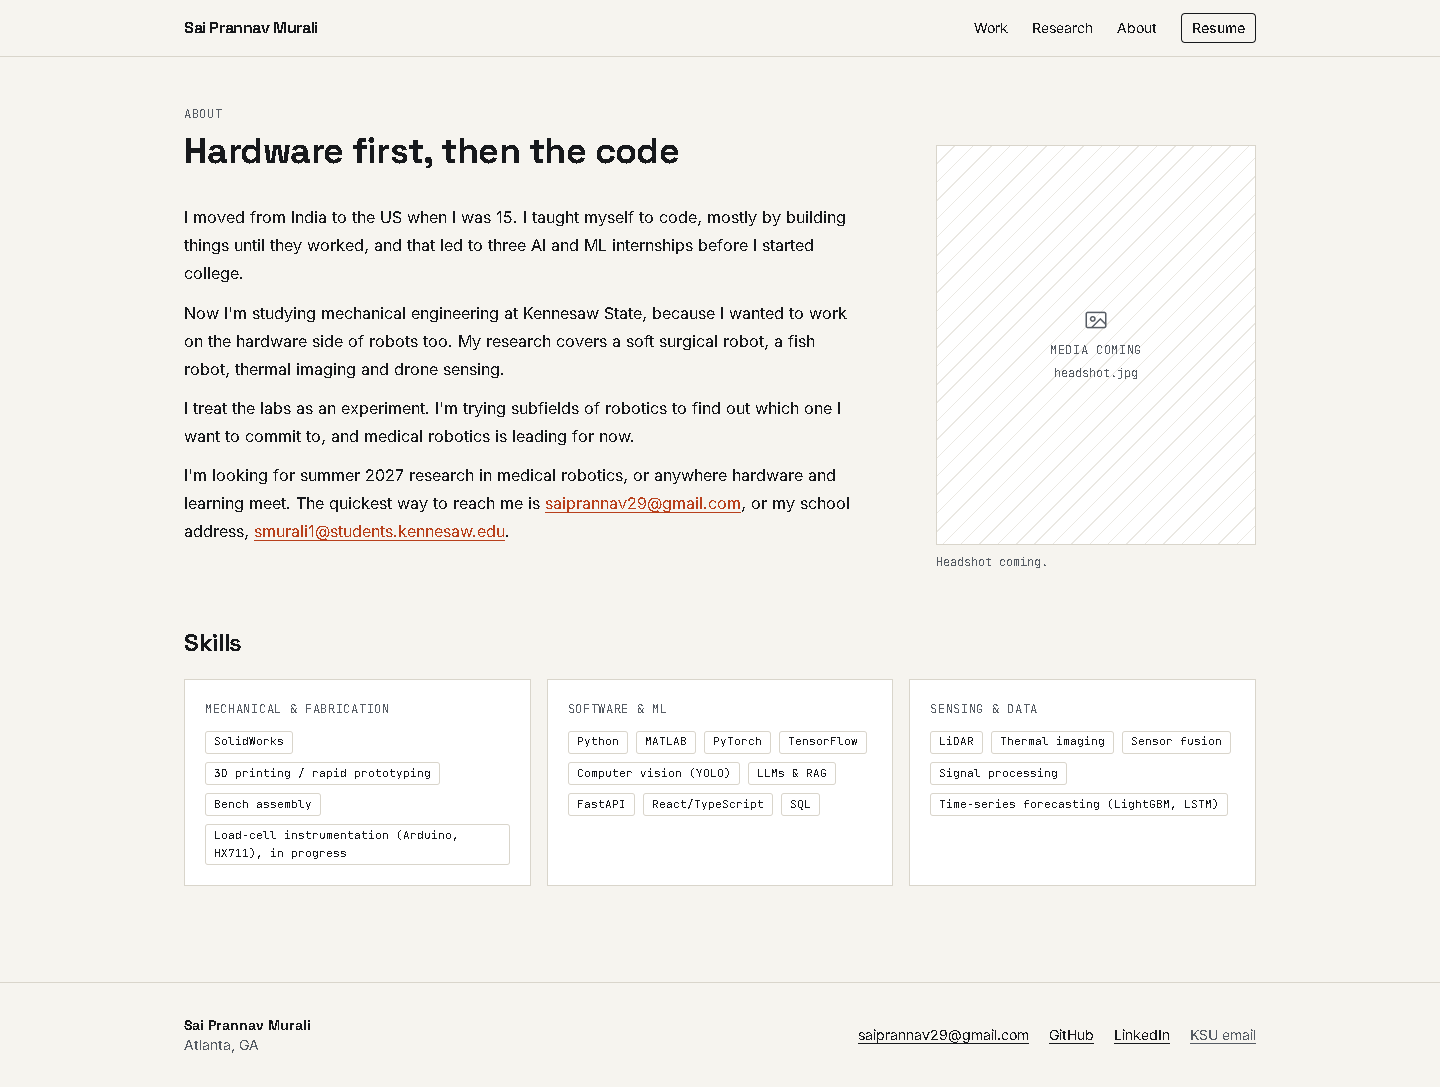 Sai Prannav Murali
Work Research About Resume
ABOUT
Hardware first, then the code
I moved from India to the US when I was 15. I taught myself to code, mostly by building
things until they worked, and that led to three AI and ML internships before I started
college.
Now I'm studying mechanical engineering at Kennesaw State, because I wanted to work
on the hardware side of robots too. My research covers a soft surgical robot, a fish
robot, thermal imaging and drone sensing.
I treat the labs as an experiment. I'm trying subfields of robotics to find out which one I
want to commit to, and medical robotics is leading for now.
I'm looking for summer 2027 research in medical robotics, or anywhere hardware and
learning meet. The quickest way to reach me is saiprannav29@gmail.com, or my school
address, smurali1@students.kennesaw.edu.
MEDIA COMING
headshot.jpg
Headshot coming.
Skills
MECHANICAL & FABRICATION
SolidWorks
3D printing / rapid prototyping
Bench assembly
Load-cell instrumentation (Arduino,
HX711), in progress
SOFTWARE & ML
Python MATLAB PyTorch TensorFlow
Computer vision (YOLO) LLMs & RAG
FastAPI React/TypeScript SQL
SENSING & DATA
LiDAR Thermal imaging Sensor fusion
Signal processing
Time-series forecasting (LightGBM, LSTM)
Sai Prannav Murali
Atlanta, GA
saiprannav29@gmail.com GitHub LinkedIn KSU email